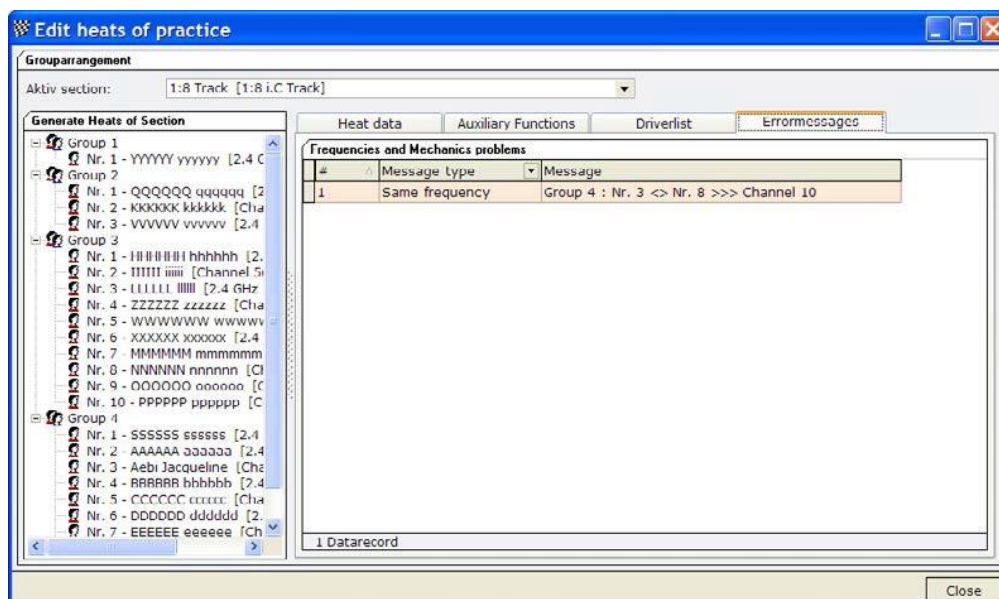 Edit heats of practice
Grouparrangement
Aktiv section: 1:8 Track [1:8 i.C Track]
Generate Heats of Section
Group 1
Nr. 1 - YYYYYY yyyyyy [2.4 G
Group 2
Nr. 1 - QQQQQQ qqqqqq [2
Nr. 2 - KKKKKK kkkkkk [Cha
Nr. 3 - VVVVVV vvvvvv [2.4
Group 3
Nr. 1 - HHHHHH hhhhhh [2.
Nr. 2 - IIIIII iiiiii [Channel 5
Nr. 3 - LLLLLL llllll [2.4 GHz
Nr. 4 - ZZZZZZ zzzzzz [Cha
Nr. 5 - WWWWWW wwwwv
Nr. 6 - XXXXXX xxxxxx [2.4
Nr. 7 - MMMMMM mmmmmm
Nr. 8 - NNNNNN nnnnnn [Cl
Nr. 9 - OOOOOO oooooo [C
Nr. 10 - PPPPPP pppppp [C
Group 4
Nr. 1 - SSSSSS ssssss [2.4
Nr. 2 - AAAAAA aaaaaa [2.4
Nr. 3 - Aebi Jacqueline [Cha
Nr. 4 - BBBBBB bbbbbb [2.4
Nr. 5 - CCCCCC cccccc [Cha
Nr. 6 - DDDDDD dddddd [2.
Nr. 7 - EEEEEE eeeeee [Ch
Heat data Auxiliary Functions Driverlist Errormessages
Frequencies and Mechanics problems
# Message type Message
1 Same frequency Group 4 : Nr. 3 <> Nr. 8 >>> Channel 10
1 Datarecord
Close